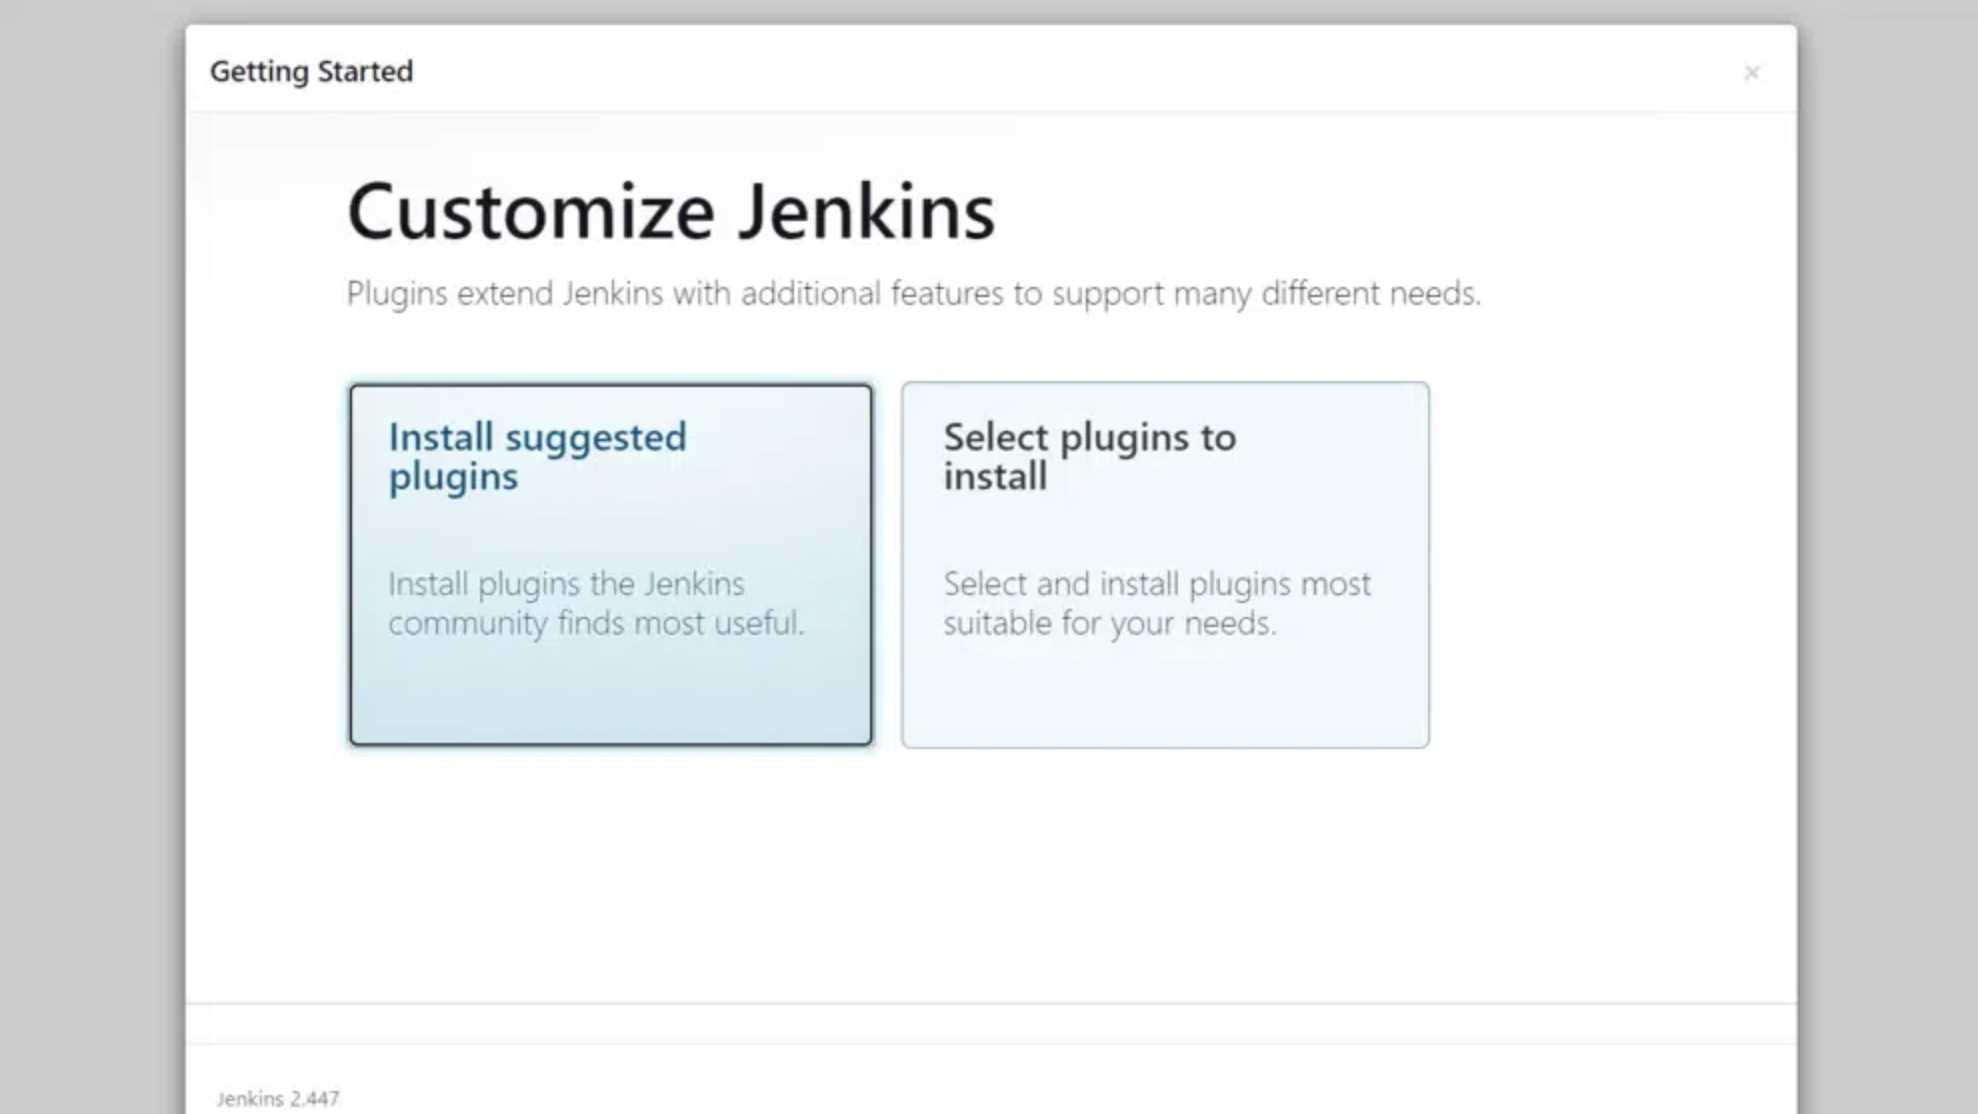 Getting Started
×
Customize Jenkins
Plugins extend Jenkins with additional features to support many different needs.
Install suggested
plugins
Install plugins the Jenkins
community finds most useful.
Select plugins to
install
Select and install plugins most
suitable for your needs.
Jenkins 2.447